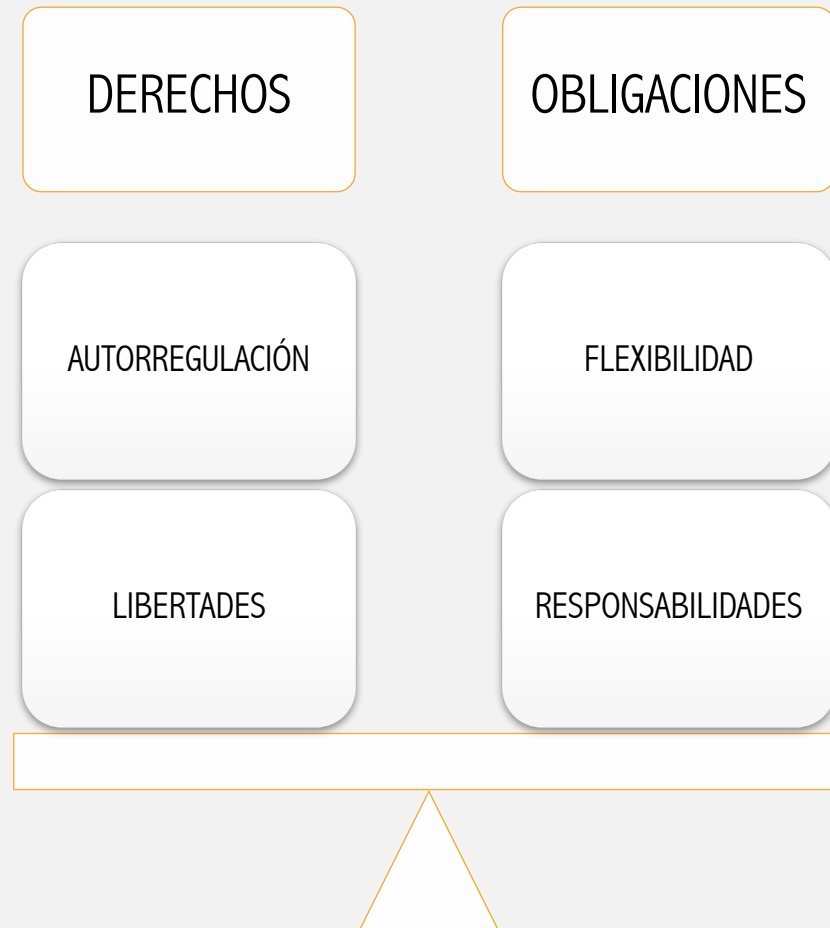 DERECHOS
OBLIGACIONES
AUTORREGULACIÓN
FLEXIBILIDAD
LIBERTADES
RESPONSABILIDADES